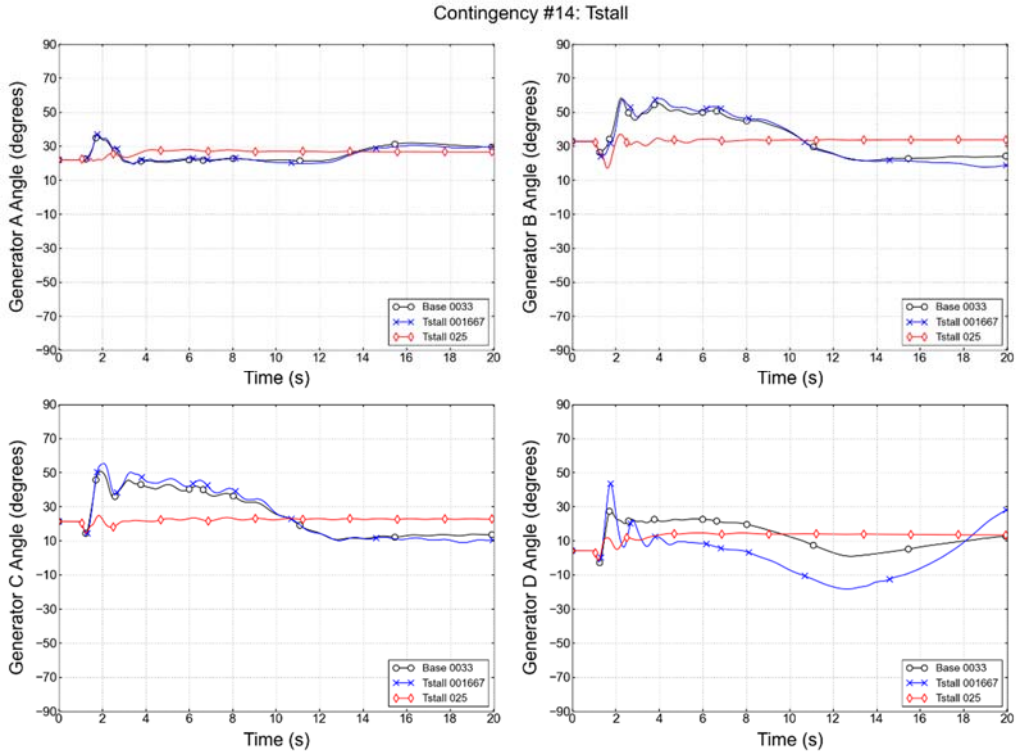 Contingency #14: Tstall
Generator A Angle (degrees)
90
70
50
30
10
−10
−30
−50
−70
−90
0 2 4 6 8 10 12 14 16 18 20
Time (s)
Base 0033
Tstall 001667
Tstall 025
Generator B Angle (degrees)
90
70
50
30
10
−10
−30
−50
−70
−90
0 2 4 6 8 10 12 14 16 18 20
Time (s)
Base 0033
Tstall 001667
Tstall 025
Generator C Angle (degrees)
90
70
50
30
10
−10
−30
−50
−70
−90
0 2 4 6 8 10 12 14 16 18 20
Time (s)
Base 0033
Tstall 001667
Tstall 025
Generator D Angle (degrees)
90
70
50
30
10
−10
−30
−50
−70
−90
0 2 4 6 8 10 12 14 16 18 20
Time (s)
Base 0033
Tstall 001667
Tstall 025